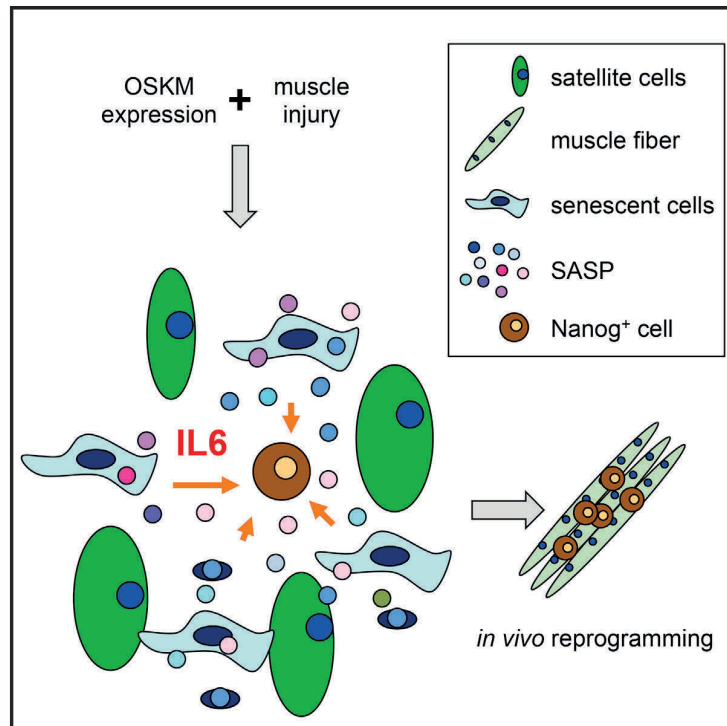 OSKM + muscle
expression injury
satellite cells
muscle fiber
senescent cells
SASP
Nanog⁺ cell
IL6
in vivo reprogramming